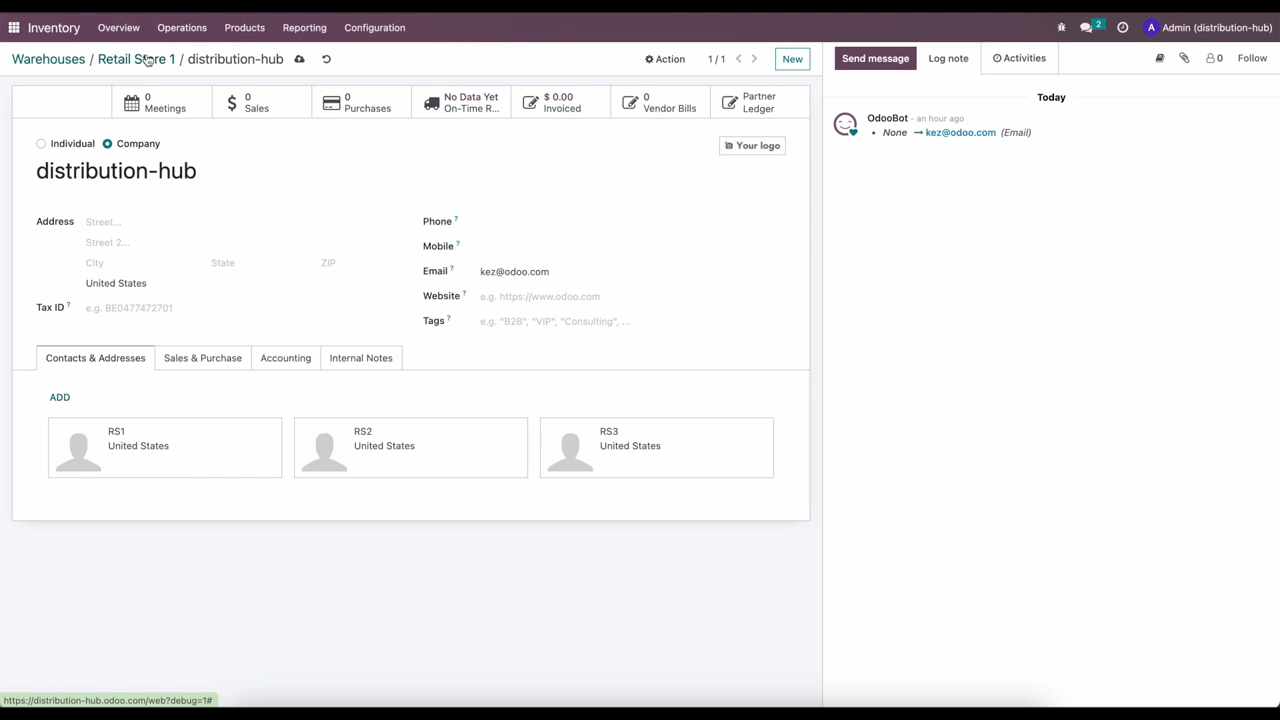 Inventory Overview Operations Products Reporting Configuration 2 A Admin (distribution-hub)
Warehouses / Retail Store 1 / distribution-hub Action 1 / 1 New
Send message Log note Activities 0 Follow
0 Meetings
0 Sales
0 Purchases
No Data Yet On-Time R...
$ 0.00 Invoiced
0 Vendor Bills
Partner Ledger
Individual Company
Your logo
distribution-hub
Address Street...
Street 2...
City State ZIP
United States
Tax ID ? e.g. BE0477472701
Phone ?
Mobile ?
Email ? kez@odoo.com
Website ? e.g. https://www.odoo.com
Tags ? e.g. "B2B", "VIP", "Consulting", ...
Contacts & Addresses Sales & Purchase Accounting Internal Notes
ADD
RS1
United States
RS2
United States
RS3
United States
Today
OdooBot - an hour ago
• None → kez@odoo.com (Email)
https://distribution-hub.odoo.com/web?debug=1#